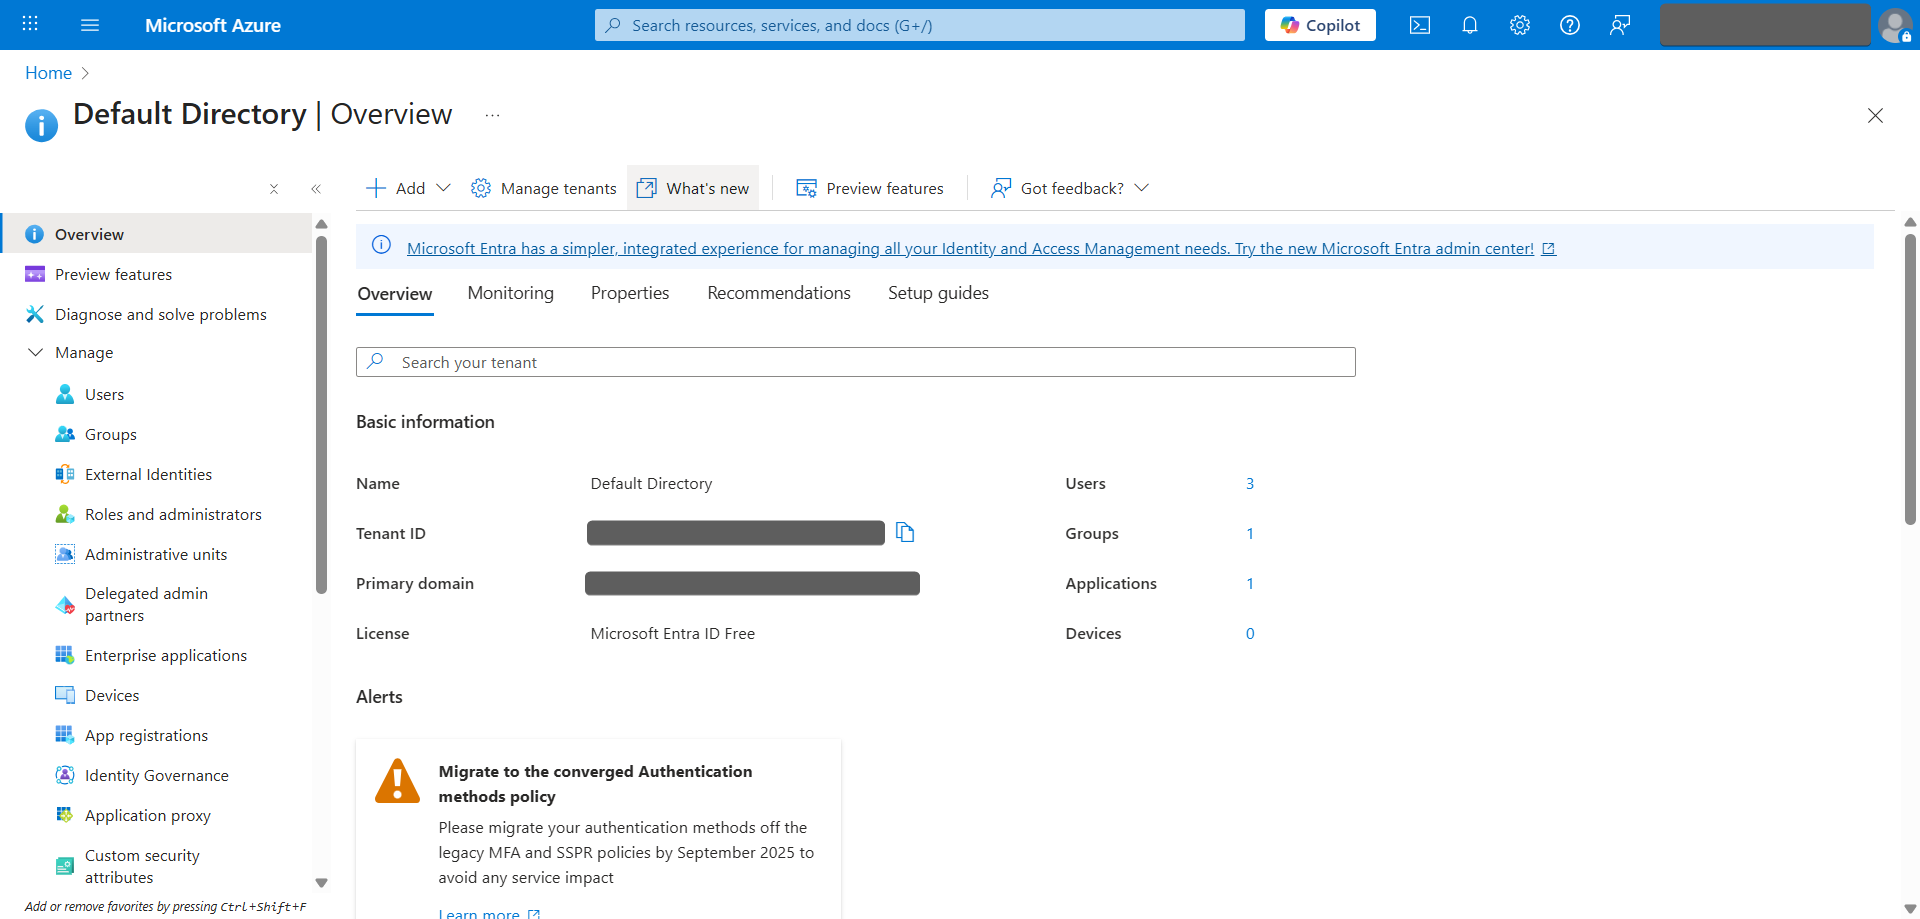 Microsoft Azure
Search resources, services, and docs (G+/)
Copilot
Home
Default Directory | Overview
Add
Manage tenants
What's new
Preview features
Got feedback?
Overview
Preview features
Diagnose and solve problems
Manage
Users
Groups
External Identities
Roles and administrators
Administrative units
Delegated admin
partners
Enterprise applications
Devices
App registrations
Identity Governance
Application proxy
Custom security
attributes
Add or remove favorites by pressing Ctrl+Shift+F
Microsoft Entra has a simpler, integrated experience for managing all your Identity and Access Management needs. Try the new Microsoft Entra admin center!
Overview
Monitoring
Properties
Recommendations
Setup guides
Search your tenant
Basic information
Name Default Directory Users 3
Tenant ID Groups 1
Primary domain Applications 1
License Microsoft Entra ID Free Devices 0
Alerts
Migrate to the converged Authentication
methods policy
Please migrate your authentication methods off the
legacy MFA and SSPR policies by September 2025 to
avoid any service impact
Learn more